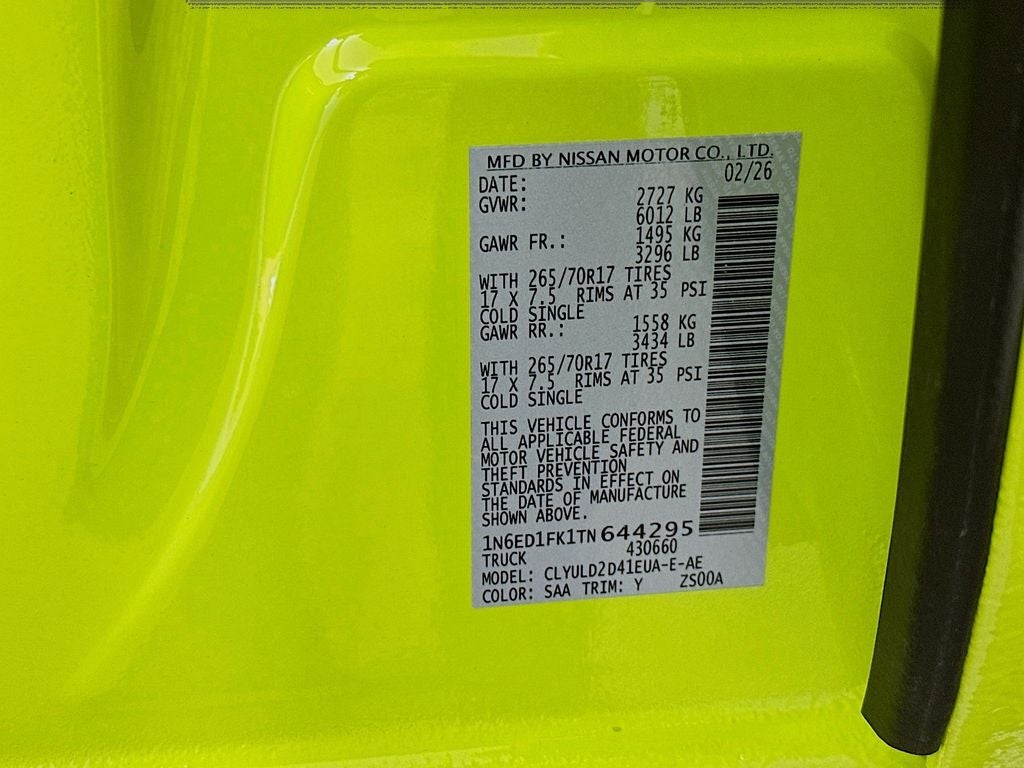 MFD BY NISSAN MOTOR CO., LTD.
DATE: 02/26
GVWR: 2727 KG
6012 LB
GAWR FR.: 1495 KG
3296 LB
WITH 265/70R17 TIRES
17 X 7.5 RIMS AT 35 PSI
COLD SINGLE
GAWR RR.: 1558 KG
3434 LB
WITH 265/70R17 TIRES
17 X 7.5 RIMS AT 35 PSI
COLD SINGLE
THIS VEHICLE CONFORMS TO
ALL APPLICABLE FEDERAL
MOTOR VEHICLE SAFETY AND
THEFT PREVENTION
STANDARDS IN EFFECT ON
THE DATE OF MANUFACTURE
SHOWN ABOVE.
1N6ED1FK1TN644295
TRUCK 430660
MODEL: CLYULD2D41EUA-E-AE
COLOR: SAA TRIM: Y ZS00A